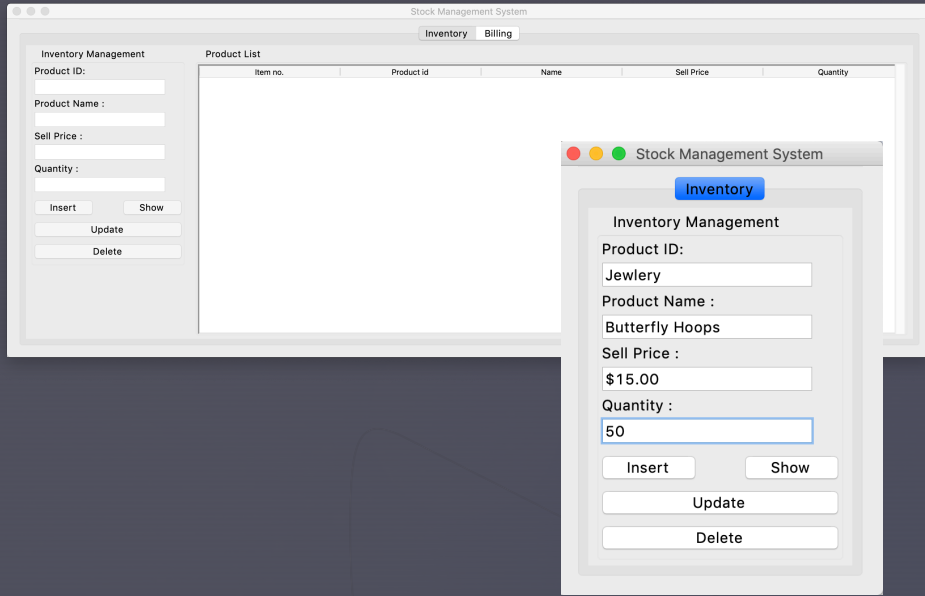 Stock Management System
Inventory Billing
Inventory Management
Product ID:
Product Name :
Sell Price :
Quantity :
Insert Show
Update
Delete
Product List
Item no. Product id Name Sell Price Quantity
Stock Management System
Inventory
Inventory Management
Product ID:
Jewlery
Product Name :
Butterfly Hoops
Sell Price :
$15.00
Quantity :
50
Insert Show
Update
Delete